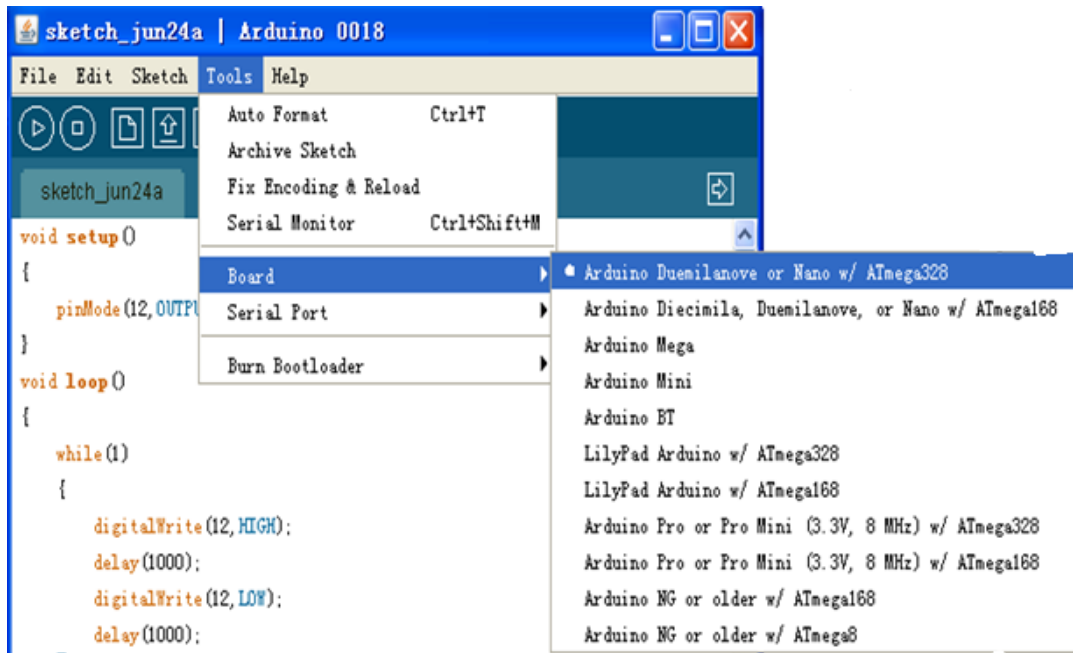 sketch_jun24a | Arduino 0018
File Edit Sketch Tools Help
Auto Format Ctrl+T
Archive Sketch
Fix Encoding & Reload
Serial Monitor Ctrl+Shift+M
Board
Serial Port
Burn Bootloader
Arduino Duemilanove or Nano w/ ATmega328
Arduino Diecimila, Duemilanove, or Nano w/ ATmega168
Arduino Mega
Arduino Mini
Arduino BT
LilyPad Arduino w/ ATmega328
LilyPad Arduino w/ ATmega168
Arduino Pro or Pro Mini (3.3V, 8 MHz) w/ ATmega328
Arduino Pro or Pro Mini (3.3V, 8 MHz) w/ ATmega168
Arduino NG or older w/ ATmega168
Arduino NG or older w/ ATmega8
sketch_jun24a
void setup()
{
pinMode(12,OUTPU
}
void loop()
{
while(1)
{
digitalWrite(12,HIGH);
delay(1000);
digitalWrite(12,LOW);
delay(1000);